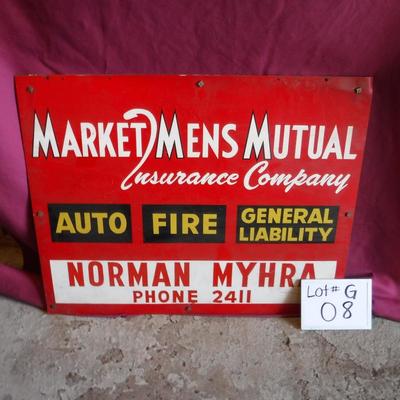 MARKET MENS MUTUAL
Insurance Company
AUTO FIRE GENERAL LIABILITY
NORMAN MYHRA
PHONE 2411
Lot# G
08